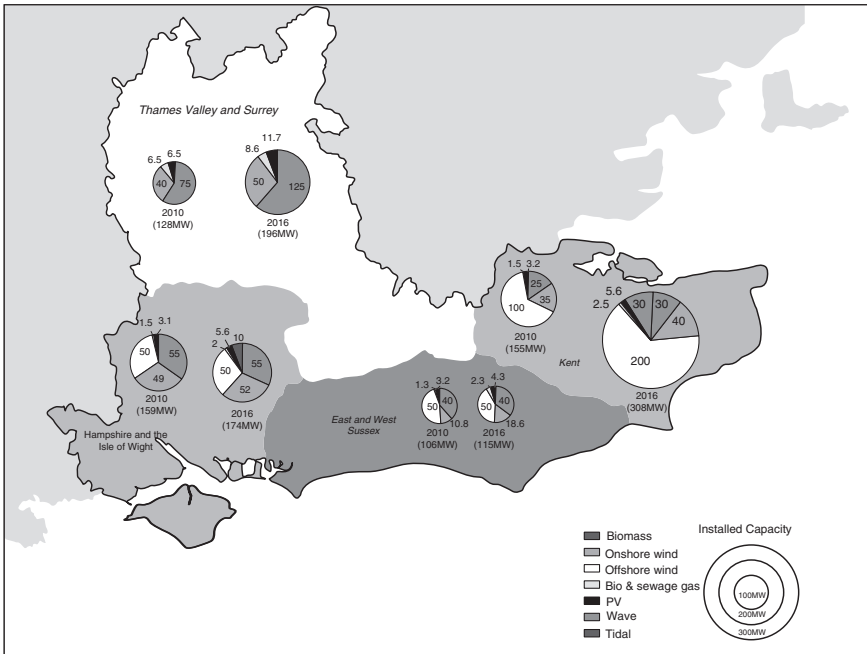 Thames Valley and Surrey
6.5
6.5
40
75
2010
(128MW)
8.6
11.7
50
125
2016
(196MW)
1.5
3.1
50
55
49
2010
(159MW)
5.6
10
2
50
55
52
2016
(174MW)
Hampshire and the
Isle of Wight
East and West
Sussex
1.3
3.2
50
40
10.8
2010
(106MW)
2.3
4.3
50
40
18.6
2016
(115MW)
1.5
3.2
25
100
35
2010
(155MW)
Kent
5.6
2.5
30
30
40
200
2016
(308MW)
Biomass
Onshore wind
Offshore wind
Bio & sewage gas
PV
Wave
Tidal
Installed Capacity
100MW
200MW
300MW